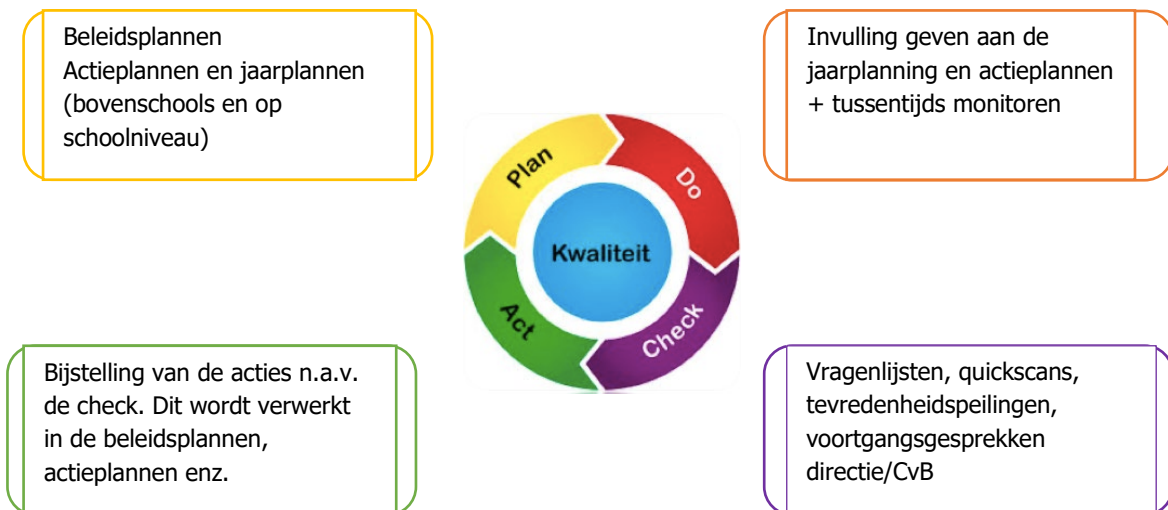 Beleidsplannen
Actieplannen en jaarplannen
(bovenschools en op
schoolniveau)
Invulling geven aan de
jaarplanning en actieplannen
+ tussentijds monitoren
Plan
Do
Kwaliteit
Act
Check
Bijstelling van de acties n.a.v.
de check. Dit wordt verwerkt
in de beleidsplannen,
actieplannen enz.
Vragenlijsten, quickscans,
tevredenheidspeilingen,
voortgangsgesprekken
directie/CvB